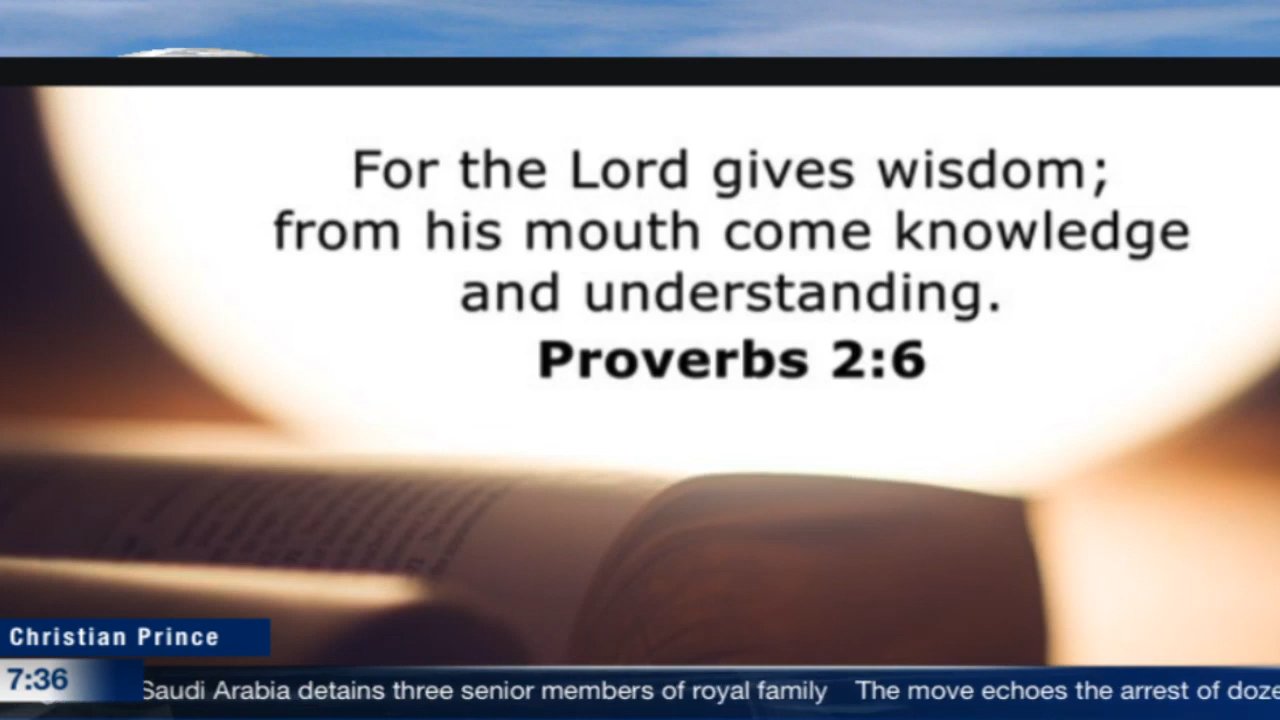 For the Lord gives wisdom;
from his mouth come knowledge
and understanding.
Proverbs 2:6
Christian Prince
7:36
Saudi Arabia detains three senior members of royal family The move echoes the arrest of doze